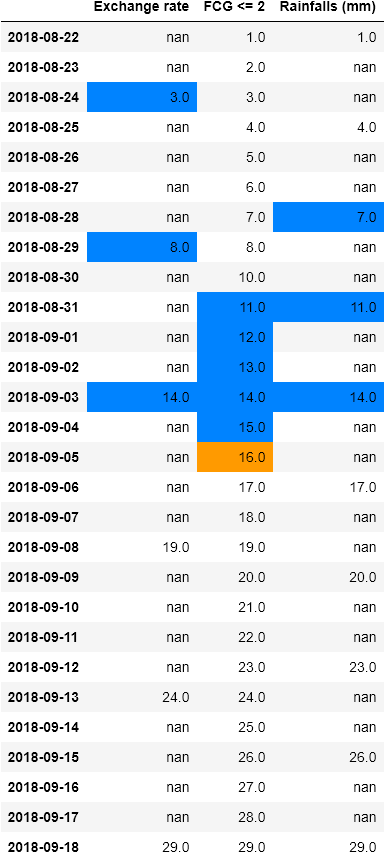 Exchange rate FCG <= 2 Rainfalls (mm)
2018-08-22 nan 1.0 1.0
2018-08-23 nan 2.0 nan
2018-08-24 3.0 3.0 nan
2018-08-25 nan 4.0 4.0
2018-08-26 nan 5.0 nan
2018-08-27 nan 6.0 nan
2018-08-28 nan 7.0 7.0
2018-08-29 8.0 8.0 nan
2018-08-30 nan 10.0 nan
2018-08-31 nan 11.0 11.0
2018-09-01 nan 12.0 nan
2018-09-02 nan 13.0 nan
2018-09-03 14.0 14.0 14.0
2018-09-04 nan 15.0 nan
2018-09-05 nan 16.0 nan
2018-09-06 nan 17.0 17.0
2018-09-07 nan 18.0 nan
2018-09-08 19.0 19.0 nan
2018-09-09 nan 20.0 20.0
2018-09-10 nan 21.0 nan
2018-09-11 nan 22.0 nan
2018-09-12 nan 23.0 23.0
2018-09-13 24.0 24.0 nan
2018-09-14 nan 25.0 nan
2018-09-15 nan 26.0 26.0
2018-09-16 nan 27.0 nan
2018-09-17 nan 28.0 nan
2018-09-18 29.0 29.0 29.0